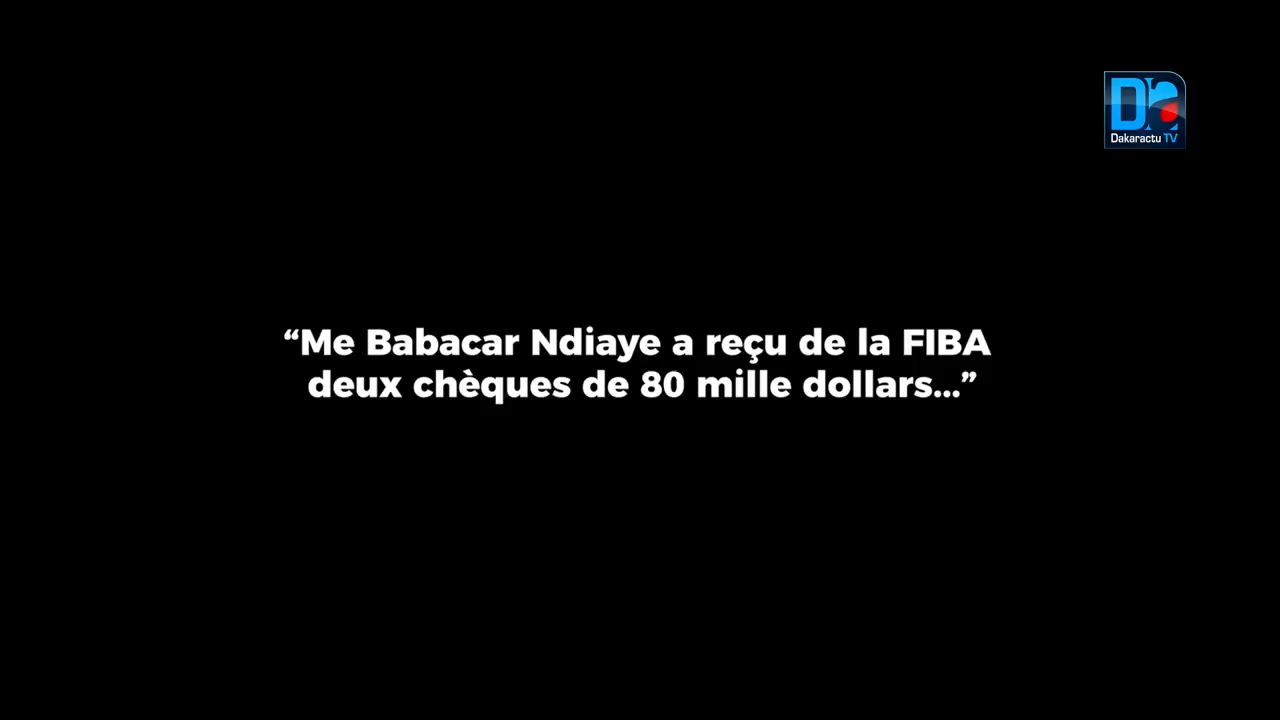 Dakaractu TV
“Me Babacar Ndiaye a reçu de la FIBA
deux chèques de 80 mille dollars...”